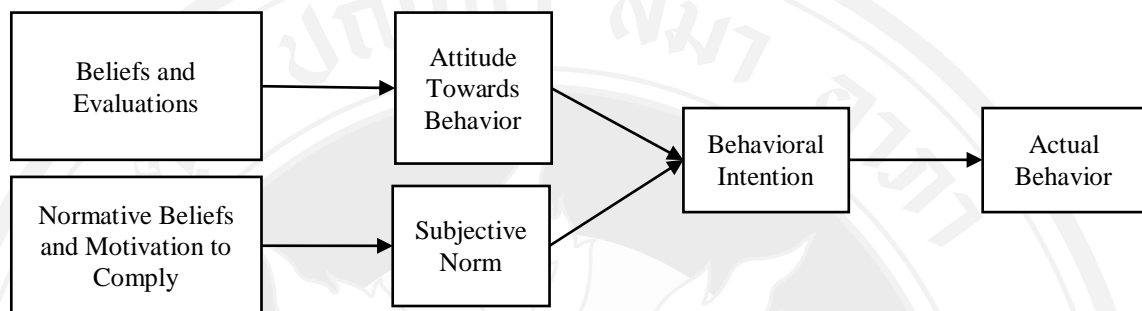 Beliefs and
Evaluations
Attitude
Towards
Behavior
Normative Beliefs
and Motivation to
Comply
Subjective
Norm
Behavioral
Intention
Actual
Behavior